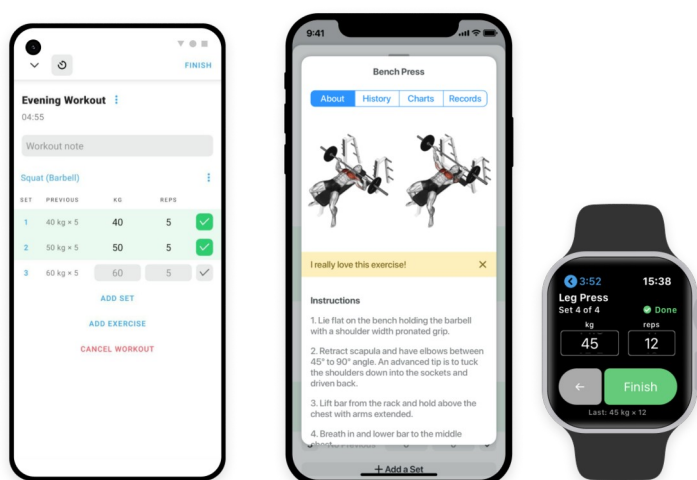 FINISH
Evening Workout
04:55
Workout note
Squat (Barbell)
SET PREVIOUS KG REPS
1 40 kg × 5 40 5
2 50 kg × 5 50 5
3 60 kg × 5 60 5
ADD SET
ADD EXERCISE
CANCEL WORKOUT
9:41
Bench Press
About History Charts Records
I really love this exercise!
Instructions
1. Lie flat on the bench holding the barbell
with a shoulder width pronated grip.
2. Retract scapula and have elbows between
45° to 90° angle. An advanced tip is to tuck
the shoulders down into the sockets and
driven back.
3. Lift bar from the rack and hold above the
chest with arms extended.
4. Breath in and lower bar to the middle
+ Add a Set
3:52 15:38
Leg Press
Set 4 of 4 Done
kg reps
45 12
← Finish
Last: 45 kg × 12